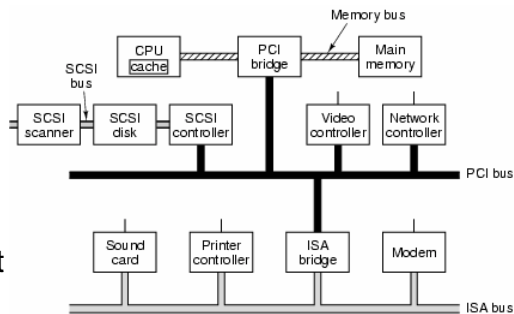 Memory bus
CPU
cache
PCI
bridge
Main
memory
SCSI
bus
SCSI
scanner
SCSI
disk
SCSI
controller
Video
controller
Network
controller
PCI bus
Sound
card
Printer
controller
ISA
bridge
Modem
t
ISA bus